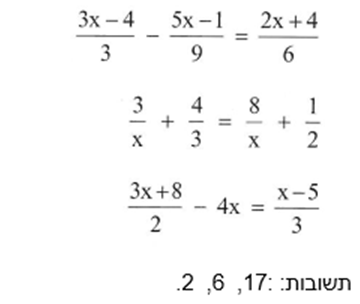 (3x – 4)/3 – (5x – 1)/9 = (2x + 4)/6
3/x + 4/3 = 8/x + 1/2
(3x+8)/2 – 4x = (x–5)/3
תשובות: :17, 6, 2.